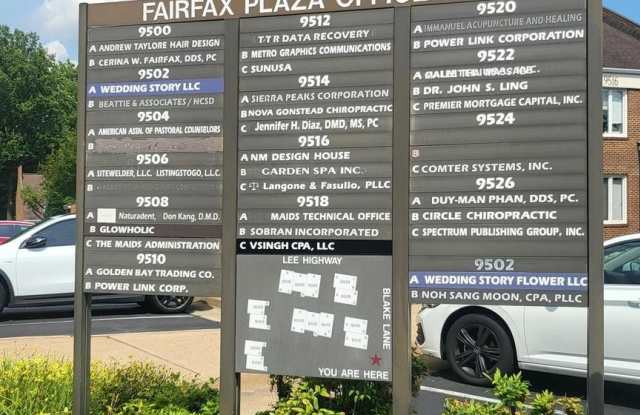 FAIRFAX PLAZA OFFICE
9500
A ANDREW TAYLORE HAIR DESIGN
B CERINA W. FAIRFAX, DDS, PC
9502
A WEDDING STORY LLC
B BEATTIE & ASSOCIATES / HCSD
9504
A AMERICAN ASSN. OF PASTORAL COUNSELORS
B
9506
A SITEWELDER, L.L.C. LISTINGSTOGO, L.L.C.
B
9508
A Naturadent, Don Kang, D.M.D.
B GLOWHOLIC
C THE MAIDS ADMINISTRATION
9510
A GOLDEN BAY TRADING CO.
B POWER LINK CORP.
9512
A TTR DATA RECOVERY
B METRO GRAPHICS COMMUNICATIONS
C SUNUSA
9514
A SIERRA PEAKS CORPORATION
B NOVA GONSTEAD CHIROPRACTIC
C Jennifer H. Diaz, DMD, MS, PC
9516
A NM DESIGN HOUSE
B GARDEN SPA INC.
C Langone & Fasullo, PLLC
9518
A MAIDS TECHNICAL OFFICE
B SOBRAN INCORPORATED
C VSINGH CPA, LLC
LEE HIGHWAY
BLAKE LANE
YOU ARE HERE
9520
A IMMANUEL ACUPUNCTURE AND HEALING
B POWER LINK CORPORATION
9522
A
B DR. JOHN S. LING
C PREMIER MORTGAGE CAPITAL, INC.
9524
B
C COMTER SYSTEMS, INC.
9526
A DUY-MAN PHAN, DDS, PC.
B CIRCLE CHIROPRACTIC
C SPECTRUM PUBLISHING GROUP, INC.
9502
A WEDDING STORY FLOWER LLC
B NOH SANG MOON, CPA, PLLC
9516